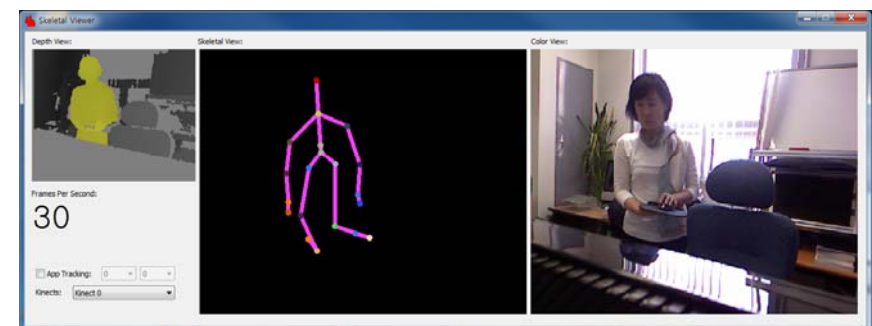 Skeletal Viewer
Depth View:
Skeletal View:
Color View:
Frames Per Second:
30
App Tracking: 0 0
Kinects: Kinect 0